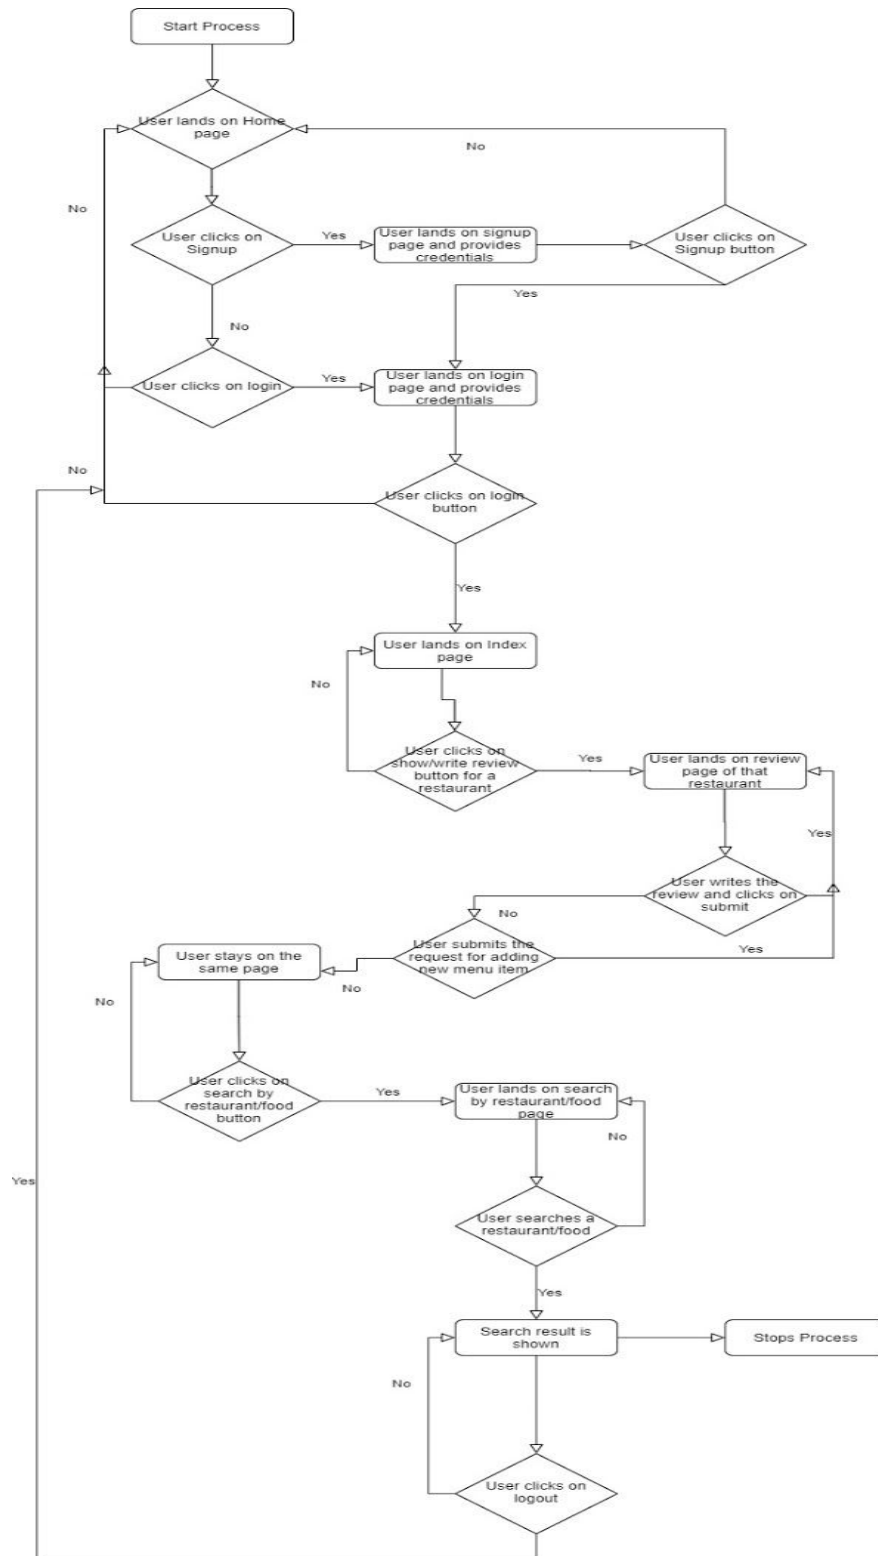 Start Process
User lands on Home
page
No
No
User clicks on
Signup
Yes
User lands on signup
page and provides
credentials
User clicks on
Signup button
Yes
No
User clicks on login
Yes
User lands on login
page and provides
credentials
No
User clicks on login
button
Yes
User lands on Index
page
No
User clicks on
show/write review
button for a
restaurant
Yes
User lands on review
page of that
restaurant
Yes
User writes the
review and clicks on
submit
No
User submits the
request for adding
new menu item
Yes
No
User stays on the
same page
No
User clicks on
search by
restaurant/food
button
Yes
User lands on search
by restaurant/food
page
No
Yes
User searches a
restaurant/food
Yes
Search result is
shown
Stops Process
No
User clicks on
logout